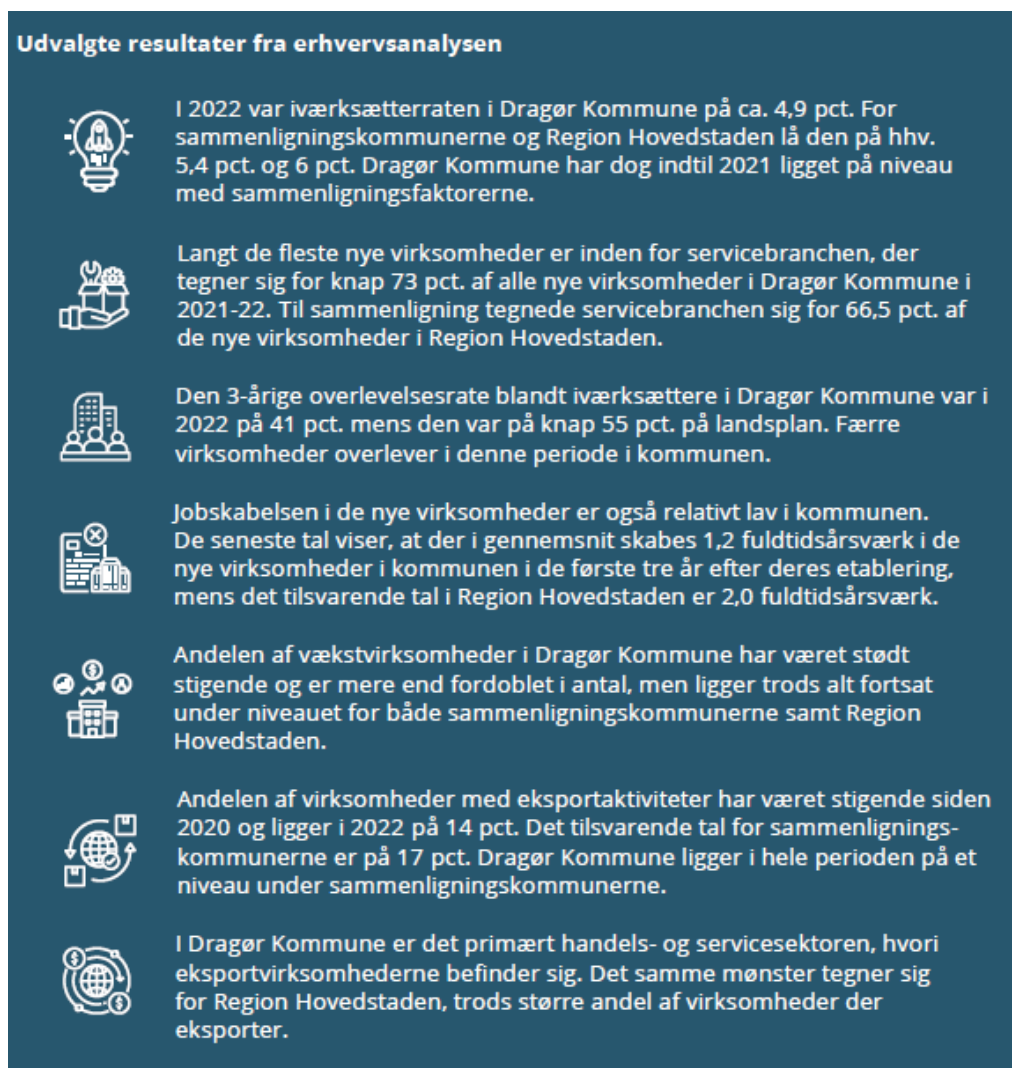 Udvalgte resultater fra erhvervsanalysen
I 2022 var iværksætterraten i Dragør Kommune på ca. 4,9 pct. For
sammenligningskommunerne og Region Hovedstaden lå den på hhv.
5,4 pct. og 6 pct. Dragør Kommune har dog indtil 2021 ligget på niveau
med sammenligningsfaktorerne.
Langt de fleste nye virksomheder er inden for servicebranchen, der
tegner sig for knap 73 pct. af alle nye virksomheder i Dragør Kommune i
2021-22. Til sammenligning tegnede servicebranchen sig for 66,5 pct. af
de nye virksomheder i Region Hovedstaden.
Den 3-årige overlevelsesrate blandt iværksættere i Dragør Kommune var i
2022 på 41 pct. mens den var på knap 55 pct. på landsplan. Færre
virksomheder overlever i denne periode i kommunen.
Jobskabelsen i de nye virksomheder er også relativt lav i kommunen.
De seneste tal viser, at der i gennemsnit skabes 1,2 fuldtidsårsværk i de
nye virksomheder i kommunen i de første tre år efter deres etablering,
mens det tilsvarende tal i Region Hovedstaden er 2,0 fuldtidsårsværk.
Andelen af vækstvirksomheder i Dragør Kommune har været stødt
stigende og er mere end fordoblet i antal, men ligger trods alt fortsat
under niveauet for både sammenligningskommunerne samt Region
Hovedstaden.
Andelen af virksomheder med eksportaktiviteter har været stigende siden
2020 og ligger i 2022 på 14 pct. Det tilsvarende tal for sammenlignings-
kommunerne er på 17 pct. Dragør Kommune ligger i hele perioden på et
niveau under sammenligningskommunerne.
I Dragør Kommune er det primært handels- og servicesektoren, hvori
eksportvirksomhederne befinder sig. Det samme mønster tegner sig
for Region Hovedstaden, trods større andel af virksomheder der
eksporter.